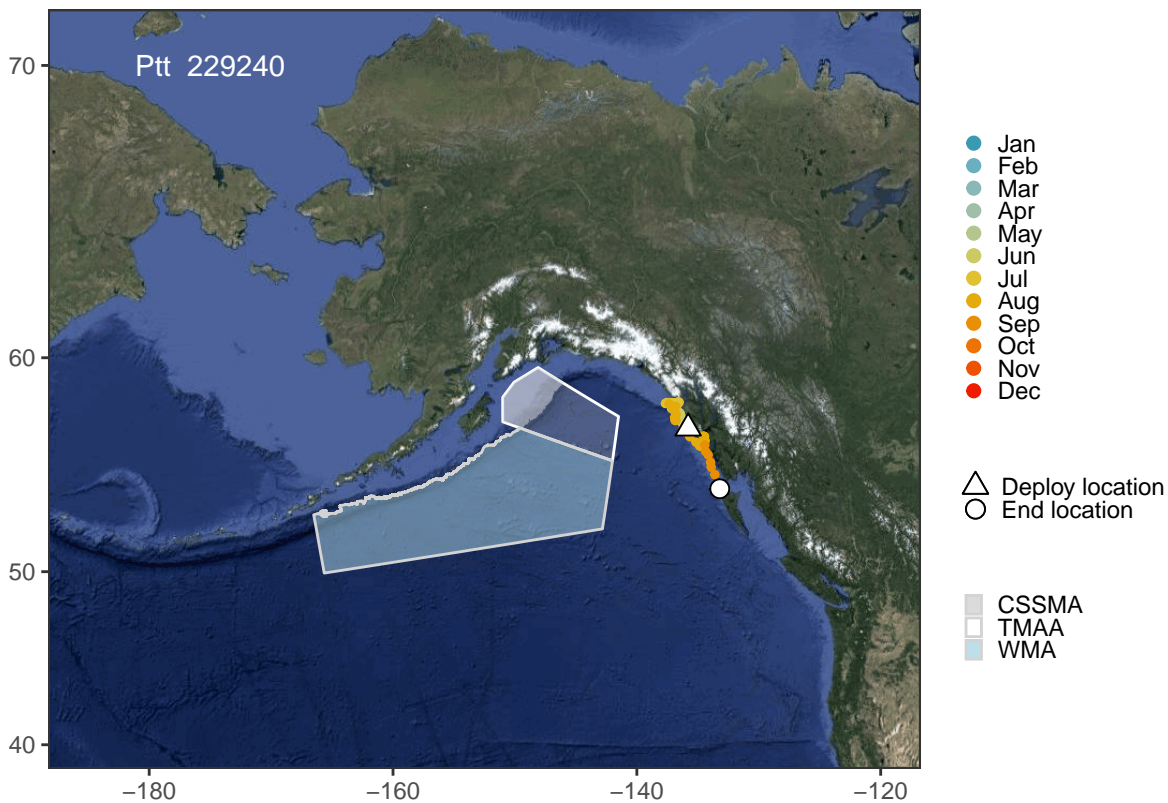 Ptt 229240
70
60
50
40
−180
−160
−140
−120
Jan
Feb
Mar
Apr
May
Jun
Jul
Aug
Sep
Oct
Nov
Dec
Deploy location
End location
CSSMA
TMAA
WMA